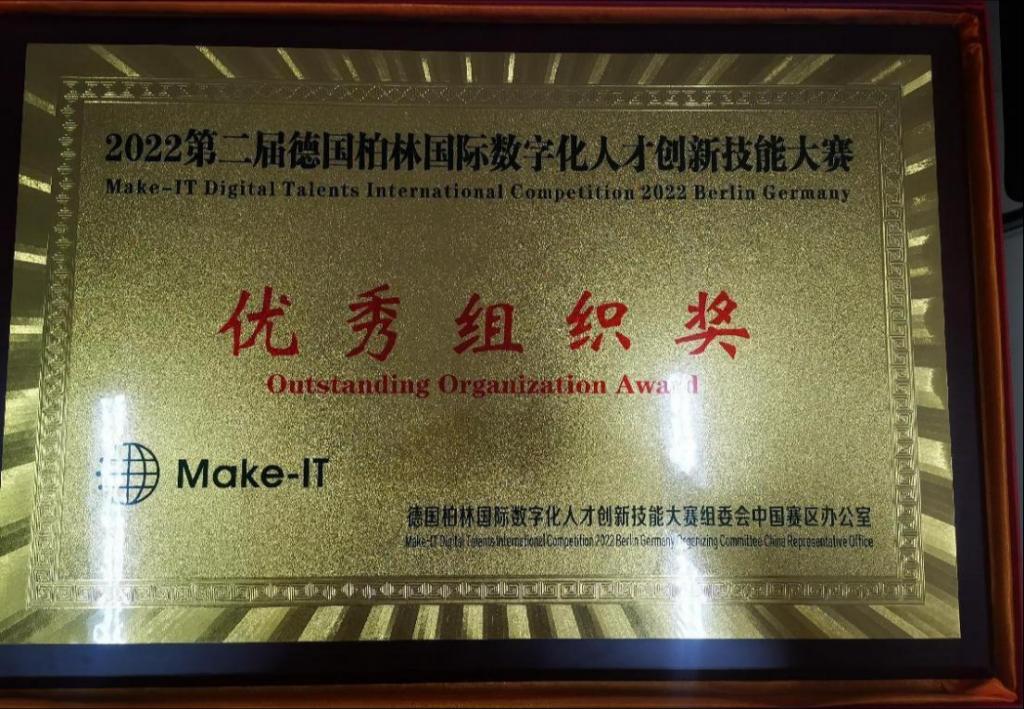 2022第二届德国柏林国际数字化人才创新技能大赛
Make-IT Digital Talents International Competition 2022 Berlin Germany
优秀组织奖
Outstanding Organization Award
Make-IT
德国柏林国际数字化人才创新技能大赛组委会中国赛区办公室
Make-IT Digital Talents International Competition 2022 Berlin Germany Organizing Committee China Representative Office